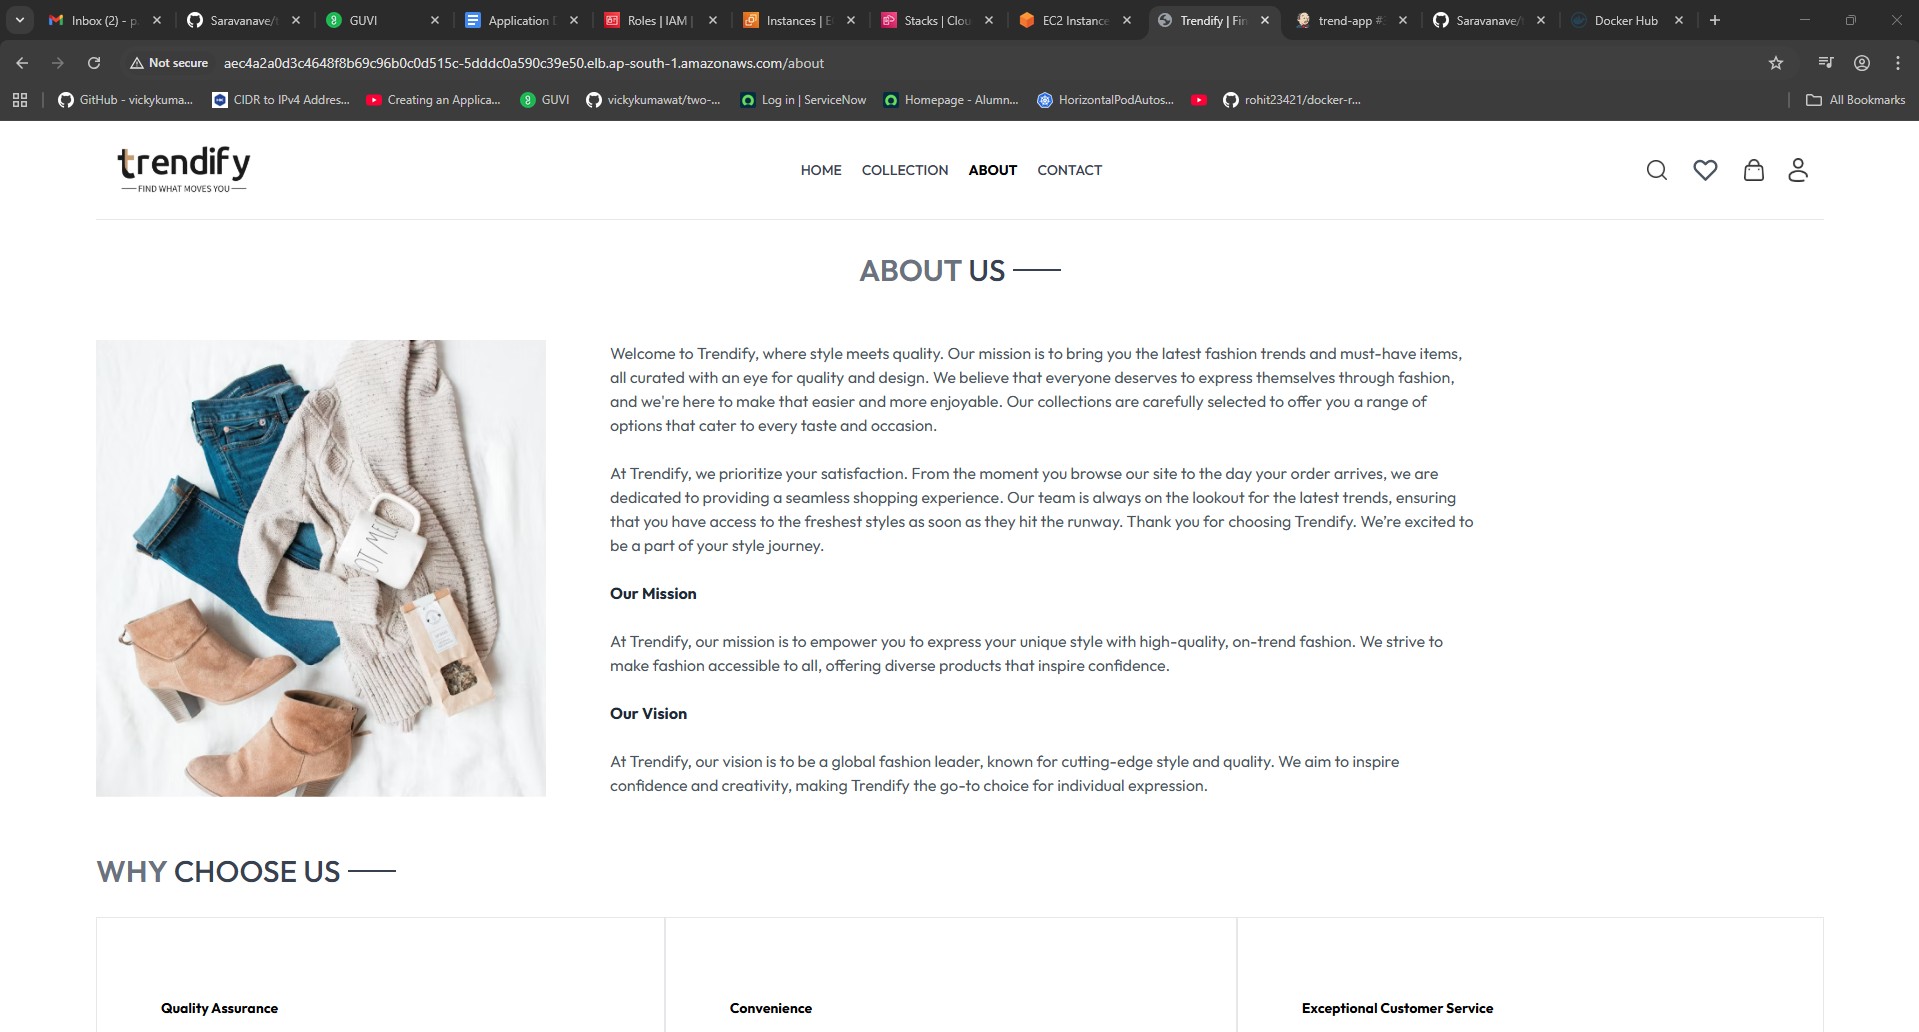 Inbox (2) - p
Saravanave/t
GUVI
Application D
Roles | IAM |
Instances | E
Stacks | Clou
EC2 Instance
Trendify | Fin
trend-app #
Saravanave/
Docker Hub
Not secure
aec4a2a0d3c4648f8b69c96b0c0d515c-5dddc0a590c39e50.elb.ap-south-1.amazonaws.com/about
GitHub - vickykuma...
CIDR to IPv4 Addres...
Creating an Applica...
GUVI
vickykumawat/two-...
Log in | ServiceNow
Homepage - Alumn...
HorizontalPodAutos...
rohit23421/docker-r...
All Bookmarks
trendify
FIND WHAT MOVES YOU
HOME
COLLECTION
ABOUT
CONTACT
ABOUT US
Welcome to Trendify, where style meets quality. Our mission is to bring you the latest fashion trends and must-have items,
all curated with an eye for quality and design. We believe that everyone deserves to express themselves through fashion,
and we're here to make that easier and more enjoyable. Our collections are carefully selected to offer you a range of
options that cater to every taste and occasion.
At Trendify, we prioritize your satisfaction. From the moment you browse our site to the day your order arrives, we are
dedicated to providing a seamless shopping experience. Our team is always on the lookout for the latest trends, ensuring
that you have access to the freshest styles as soon as they hit the runway. Thank you for choosing Trendify. We're excited to
be a part of your style journey.
Our Mission
At Trendify, our mission is to empower you to express your unique style with high-quality, on-trend fashion. We strive to
make fashion accessible to all, offering diverse products that inspire confidence.
Our Vision
At Trendify, our vision is to be a global fashion leader, known for cutting-edge style and quality. We aim to inspire
confidence and creativity, making Trendify the go-to choice for individual expression.
WHY CHOOSE US
Quality Assurance
Convenience
Exceptional Customer Service